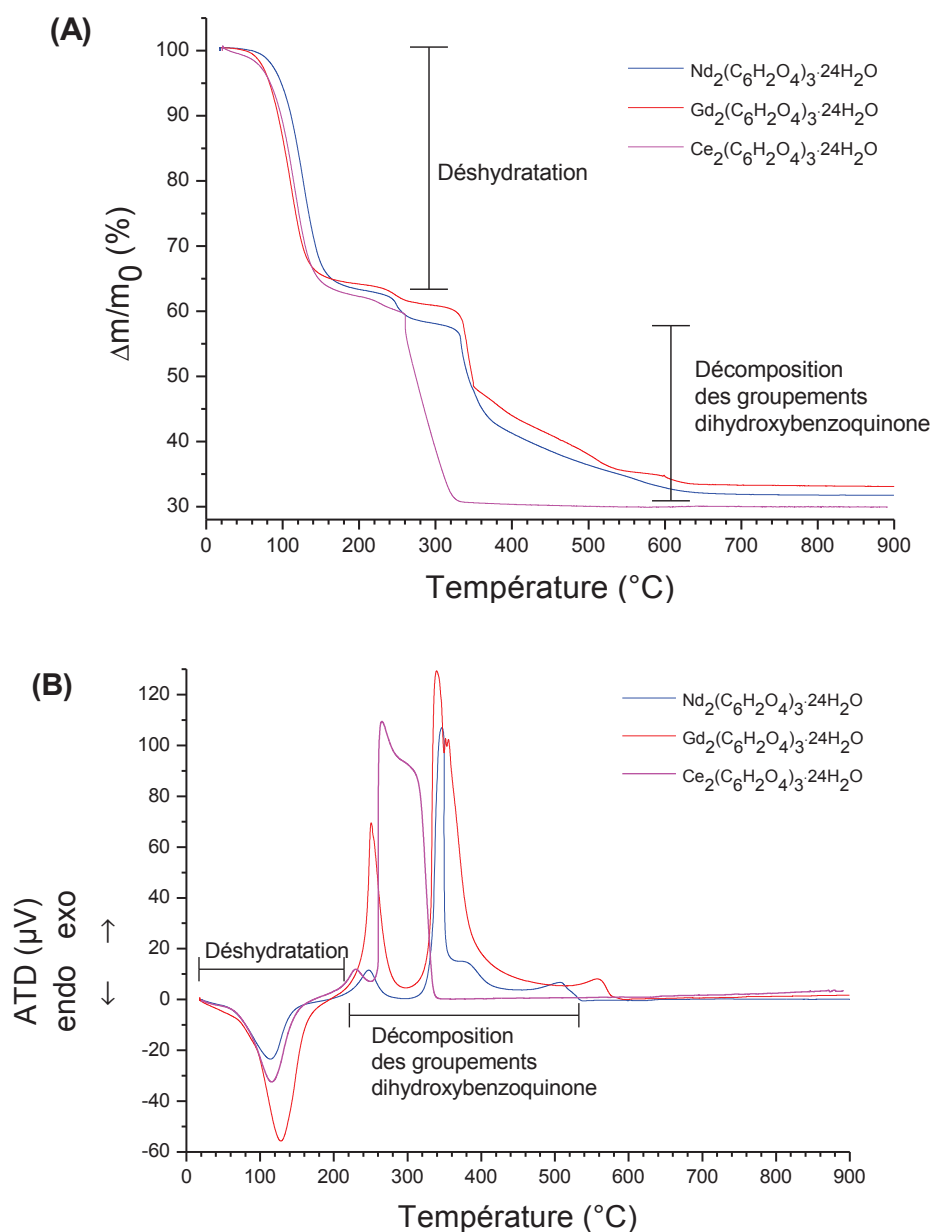 (A)
100
90
80
70
60
50
40
30
Δm/m0 (%)
Nd2(C6H2O4)3·24H2O
Gd2(C6H2O4)3·24H2O
Ce2(C6H2O4)3·24H2O
Déshydratation
Décomposition
des groupements
dihydroxybenzoquinone
0 100 200 300 400 500 600 700 800 900
Température (°C)
(B)
120
100
80
60
40
20
0
-20
-40
-60
ATD (µV)
endo exo
← →
Nd2(C6H2O4)3·24H2O
Gd2(C6H2O4)3·24H2O
Ce2(C6H2O4)3·24H2O
Déshydratation
Décomposition
des groupements
dihydroxybenzoquinone
0 100 200 300 400 500 600 700 800 900
Température (°C)